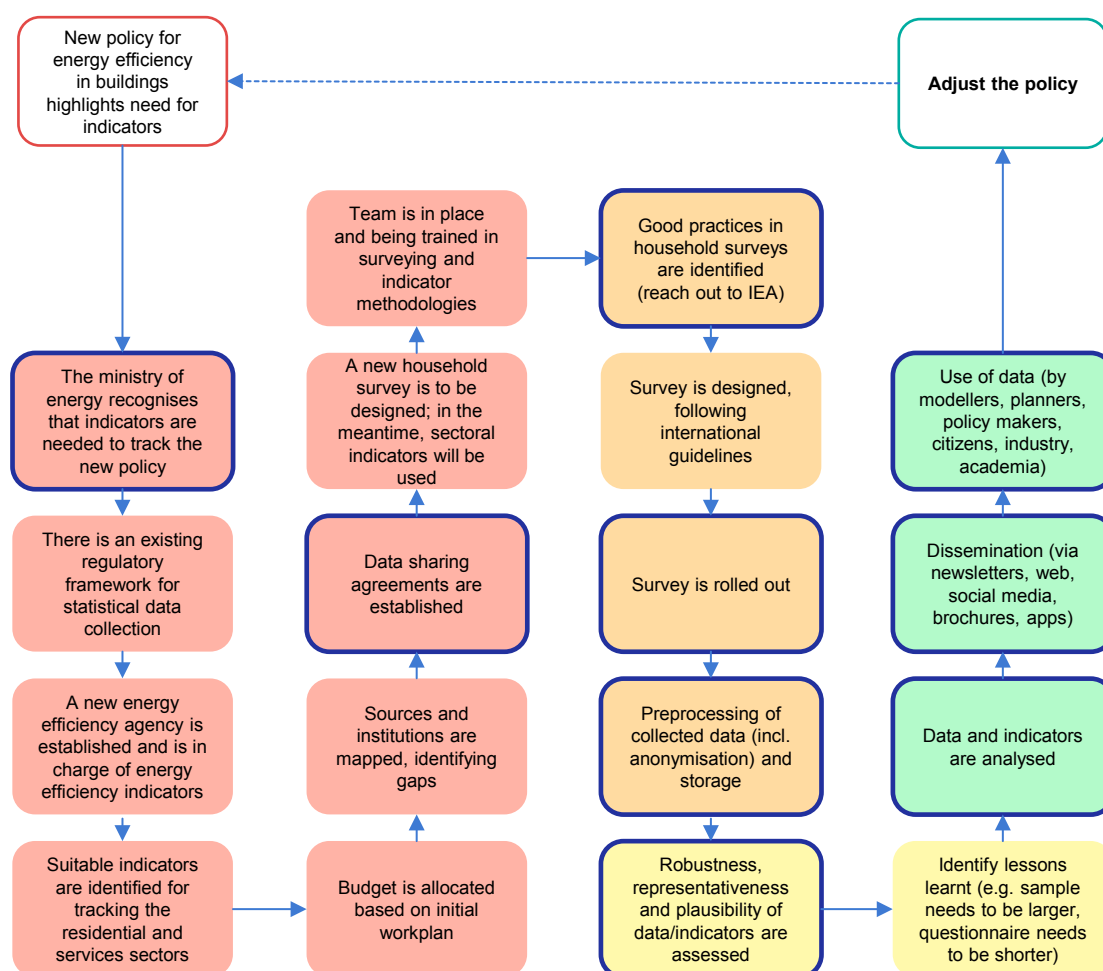 New policy for
energy efficiency
in buildings
highlights need for
indicators
The ministry of
energy recognises
that indicators are
needed to track the
new policy
There is an existing
regulatory
framework for
statistical data
collection
A new energy
efficiency agency is
established and is in
charge of energy
efficiency indicators
Suitable indicators
are identified for
tracking the
residential and
services sectors
Budget is allocated
based on initial
workplan
Sources and
institutions are
mapped, identifying
gaps
Data sharing
agreements are
established
A new household
survey is to be
designed; in the
meantime, sectoral
indicators will be
used
Team is in place
and being trained in
surveying and
indicator
methodologies
Good practices in
household surveys
are identified
(reach out to IEA)
Survey is designed,
following
international
guidelines
Survey is rolled out
Preprocessing of
collected data (incl.
anonymisation) and
storage
Robustness,
representativeness
and plausibility of
data/indicators are
assessed
Identify lessons
learnt (e.g. sample
needs to be larger,
questionnaire needs
to be shorter)
Data and indicators
are analysed
Dissemination (via
newsletters, web,
social media,
brochures, apps)
Use of data (by
modellers, planners,
policy makers,
citizens, industry,
academia)
Adjust the policy